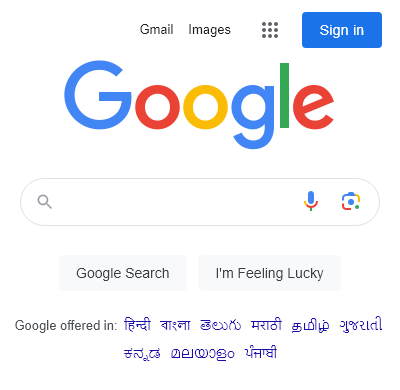 Gmail Images Sign in
Google
Google Search I'm Feeling Lucky
Google offered in: हिन्दी বাংলা తెలుగు मराठी தமிழ் ગુજરાતી
ಕನ್ನಡ മലയാളം ਪੰਜਾਬੀ